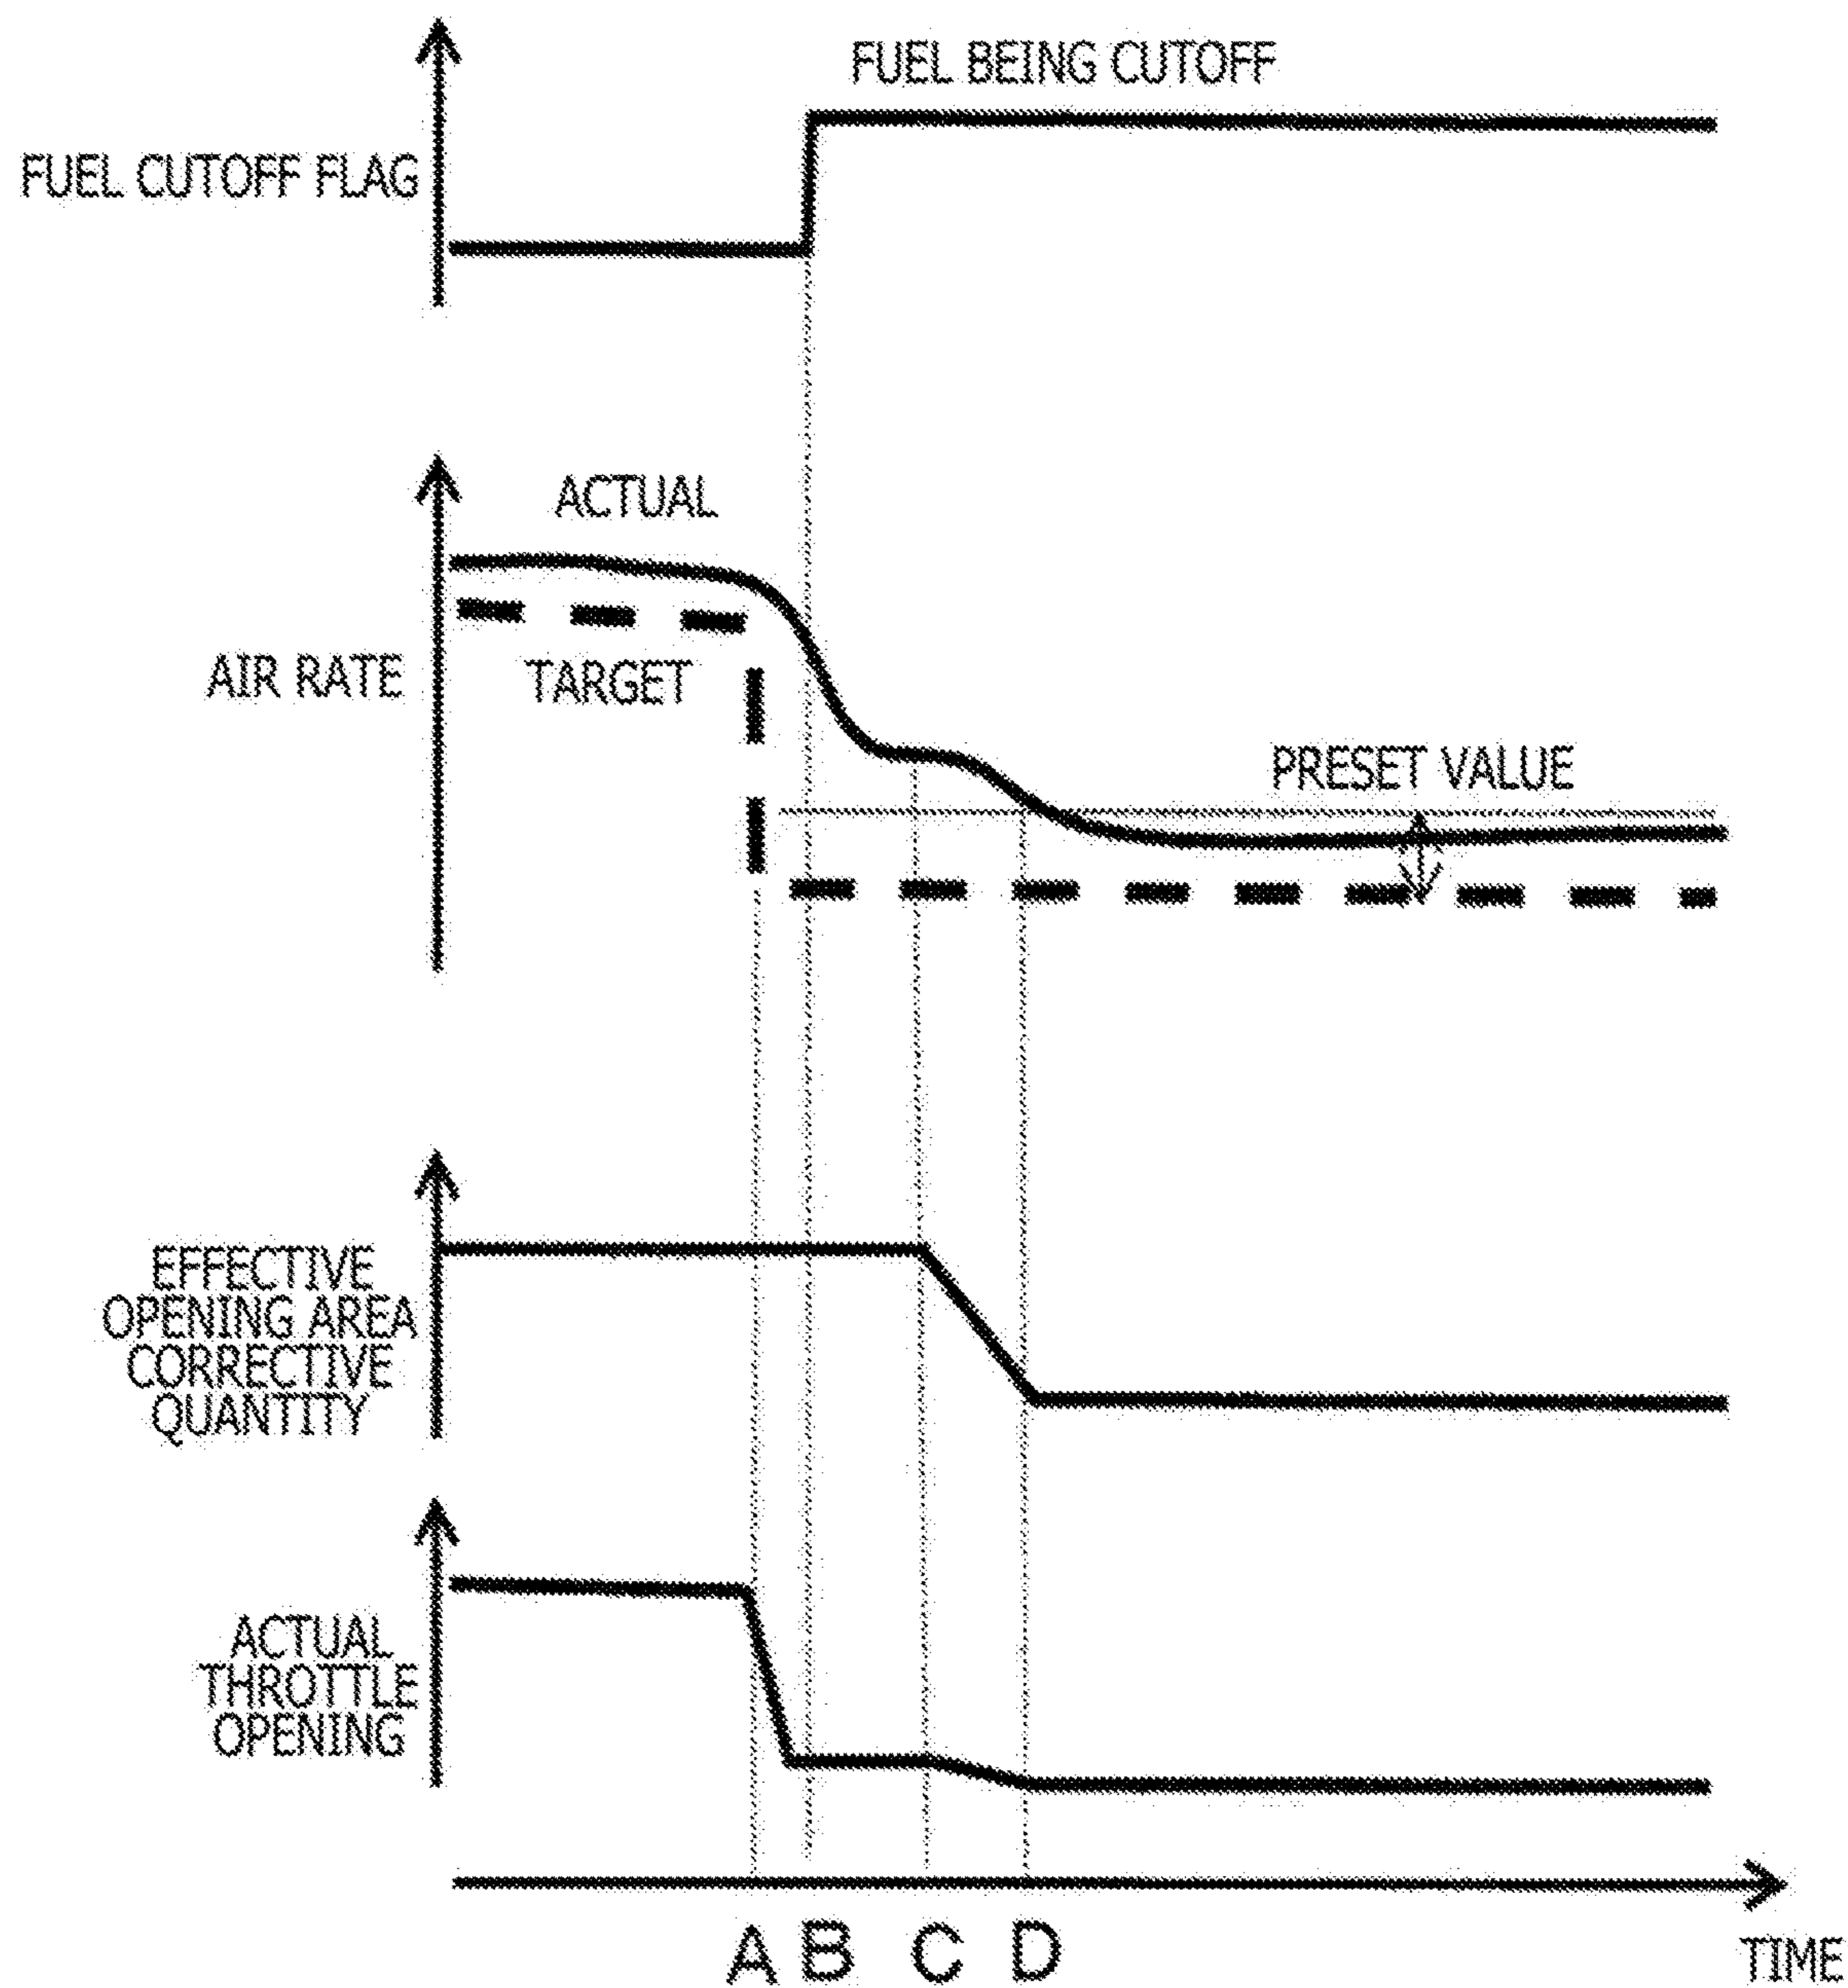 FUEL BEING CUTOFF
FUEL CUTOFF FLAG
ACTUAL
AIR RATE
TARGET
PRESET VALUE
EFFECTIVE
OPENING AREA
CORRECTIVE
QUANTITY
ACTUAL
THROTTLE
OPENING
A B C D
TIME